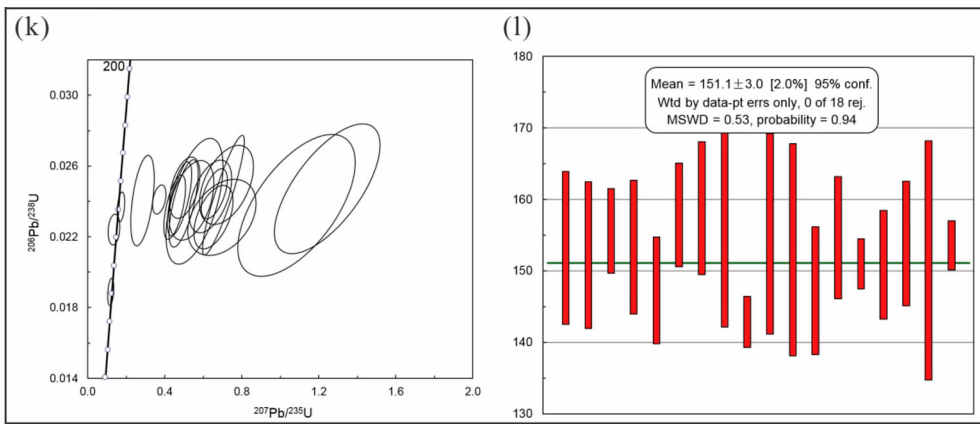 (k)
(l)
200
0.030
0.026
0.022
0.018
0.014
206Pb/238U
0.0 0.4 0.8 1.2 1.6 2.0
207Pb/235U
180
170
160
150
140
130
Mean = 151.1±3.0 [2.0%] 95% conf.
Wtd by data-pt errs only, 0 of 18 rej.
MSWD = 0.53, probability = 0.94